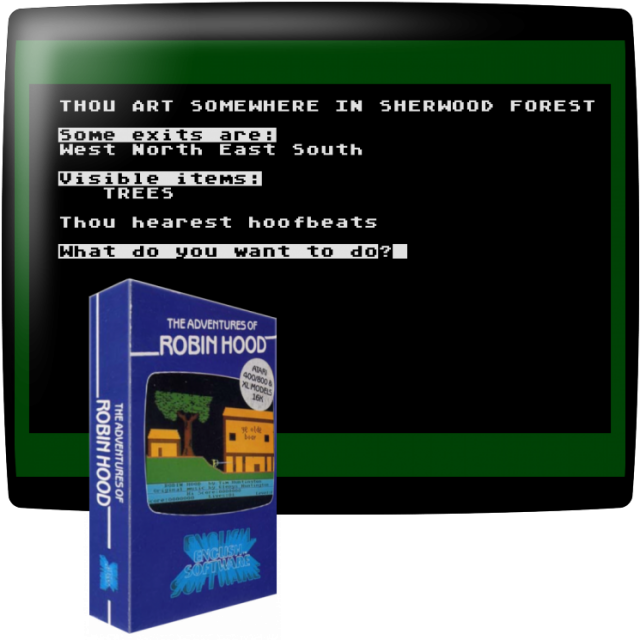 THOU ART SOMEWHERE IN SHERWOOD FOREST
Some exits are:
West North East South
Visible items:
TREES
Thou hearest hoofbeats
What do you want to do?
THE ADVENTURES OF
ROBIN HOOD
ATARI
400/800 &
XL MODELS
16K
ye olde
ENGLISH
SOFTWARE
THE ADVENTURES OF
ROBIN HOOD